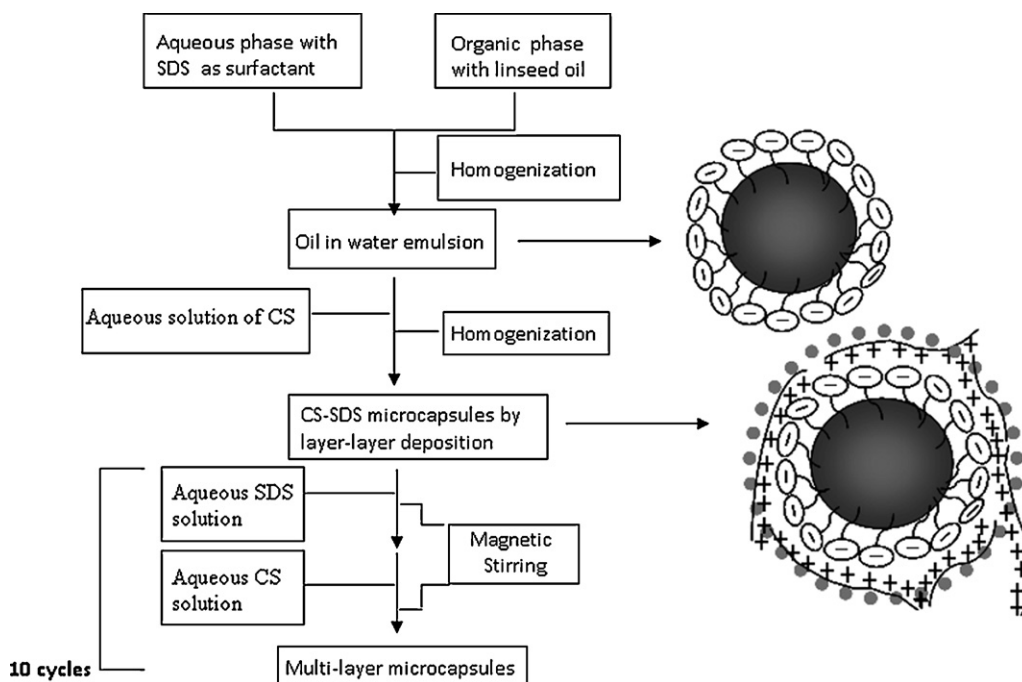 Aqueous phase with
SDS as surfactant
Organic phase
with linseed oil
Homogenization
Oil in water emulsion
Aqueous solution of CS
Homogenization
CS-SDS microcapsules by
layer-layer deposition
Aqueous SDS
solution
Magnetic
Stirring
Aqueous CS
solution
10 cycles
Multi-layer microcapsules